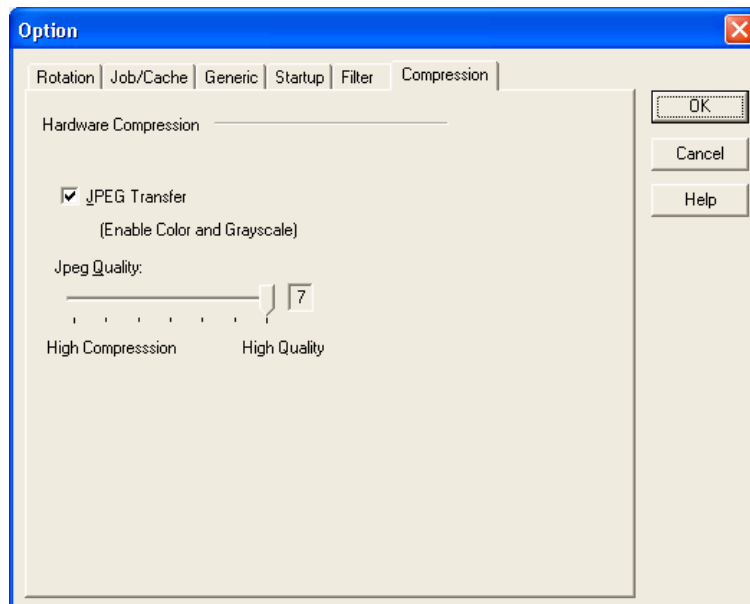 Option
Rotation Job/Cache Generic Startup Filter Compression
OK
Hardware Compression
Cancel
JPEG Transfer
Help
(Enable Color and Grayscale)
Jpeg Quality:
7
High Compresssion High Quality